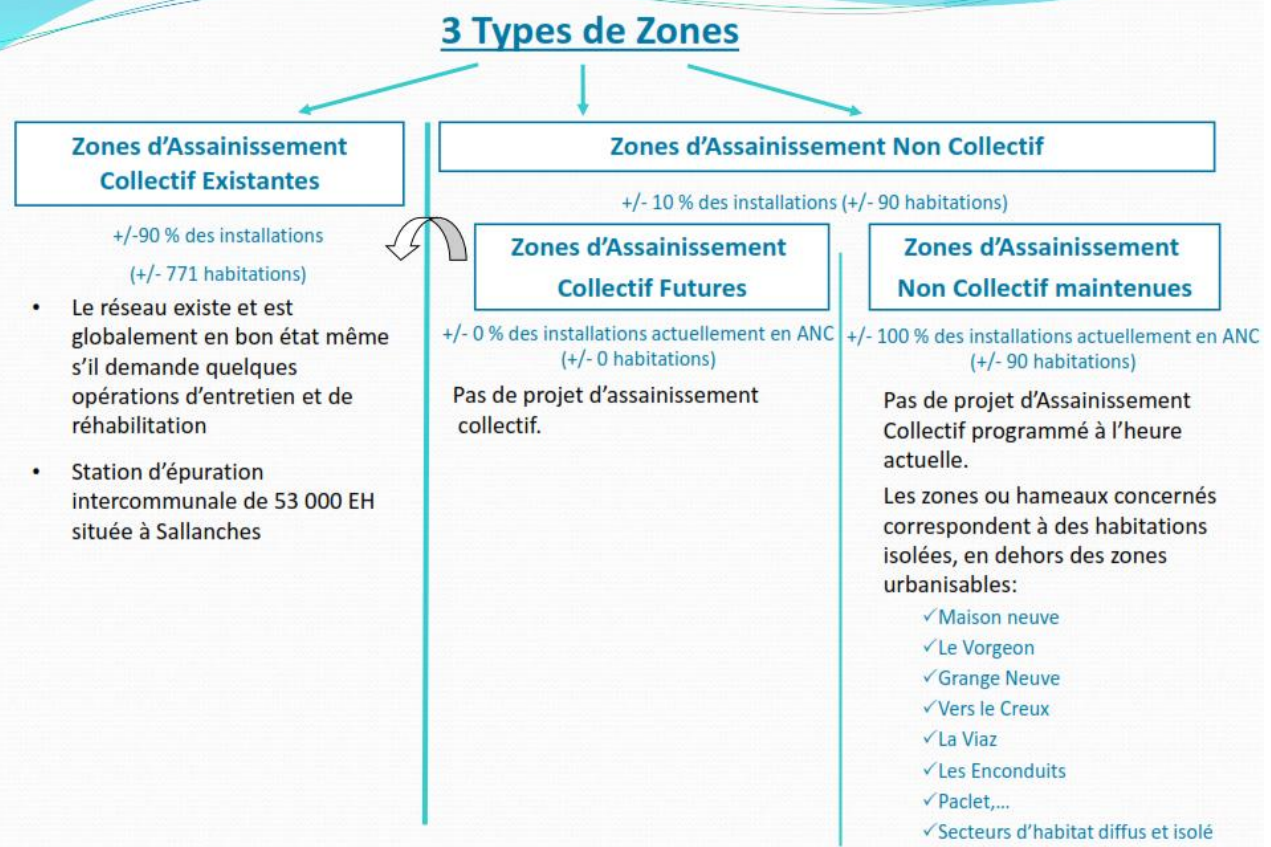 3 Types de Zones
Zones d'Assainissement
Collectif Existantes
+/-90 % des installations
(+/- 771 habitations)
• Le réseau existe et est
globalement en bon état même
s'il demande quelques
opérations d'entretien et de
réhabilitation
• Station d'épuration
intercommunale de 53 000 EH
située à Sallanches
Zones d'Assainissement Non Collectif
+/- 10 % des installations (+/- 90 habitations)
Zones d'Assainissement
Collectif Futures
+/- 0 % des installations actuellement en ANC
(+/- 0 habitations)
Pas de projet d'assainissement
collectif.
Zones d'Assainissement
Non Collectif maintenues
+/- 100 % des installations actuellement en ANC
(+/- 90 habitations)
Pas de projet d'Assainissement
Collectif programmé à l'heure
actuelle.
Les zones ou hameaux concernés
correspondent à des habitations
isolées, en dehors des zones
urbanisables:
✓Maison neuve
✓Le Vorgeon
✓Grange Neuve
✓Vers le Creux
✓La Viaz
✓Les Enconduits
✓Paclet,...
✓Secteurs d'habitat diffus et isolé